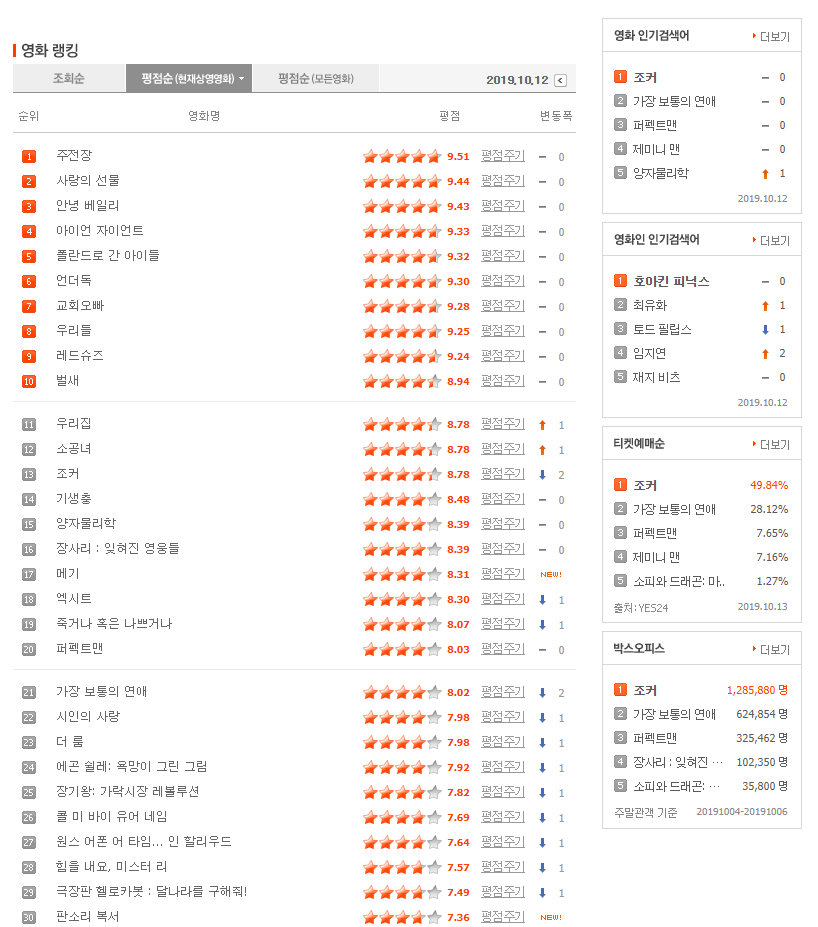 영화 랭킹
조회순 평점순 (현재상영영화) 평점순 (모든영화) 2019.10.12
순위 영화명 평점 변동폭
1 주전장 9.51 평점주기 0
2 사랑의 선물 9.44 평점주기 0
3 안녕 베일리 9.43 평점주기 0
4 아이언 자이언트 9.33 평점주기 0
5 폴란드로 간 아이들 9.32 평점주기 0
6 언더독 9.30 평점주기 0
7 교회오빠 9.28 평점주기 0
8 우리들 9.25 평점주기 0
9 레드슈즈 9.24 평점주기 0
10 벌새 8.94 평점주기 0
11 우리집 8.78 평점주기 1
12 소공녀 8.78 평점주기 1
13 조커 8.78 평점주기 2
14 기생충 8.48 평점주기 0
15 양자물리학 8.39 평점주기 0
16 장사리 : 잊혀진 영웅들 8.39 평점주기 0
17 메기 8.31 평점주기 NEW!
18 엑시트 8.30 평점주기 1
19 죽거나 혹은 나쁘거나 8.07 평점주기 1
20 퍼펙트맨 8.03 평점주기 0
21 가장 보통의 연애 8.02 평점주기 2
22 시인의 사랑 7.98 평점주기 1
23 더 룸 7.98 평점주기 1
24 에곤 쉴레: 욕망이 그린 그림 7.92 평점주기 1
25 장기왕: 가락시장 레볼루션 7.82 평점주기 1
26 콜 미 바이 유어 네임 7.69 평점주기 1
27 원스 어폰 어 타임... 인 할리우드 7.64 평점주기 1
28 힘을 내요, 미스터 리 7.57 평점주기 1
29 극장판 헬로카봇 : 달나라를 구해줘! 7.49 평점주기 1
30 판소리 복서 7.36 평점주기 NEW!
영화 인기검색어 더보기
1 조커 0
2 가장 보통의 연애 0
3 퍼펙트맨 0
4 제미니 맨 0
5 양자물리학 1
2019.10.12
영화인 인기검색어 더보기
1 호아킨 피닉스 0
2 최유화 1
3 토드 필립스 1
4 임지연 2
5 재지 비츠 0
2019.10.12
티켓예매순 더보기
1 조커 49.84%
2 가장 보통의 연애 28.12%
3 퍼펙트맨 7.65%
4 제미니 맨 7.16%
5 소피와 드래곤: 마.. 1.27%
출처: YES24 2019.10.13
박스오피스 더보기
1 조커 1,285,880 명
2 가장 보통의 연애 624,854 명
3 퍼펙트맨 325,462 명
4 장사리 : 잊혀진 ... 102,350 명
5 소피와 드래곤: ... 35,800 명
주말관객 기준 20191004-20191006